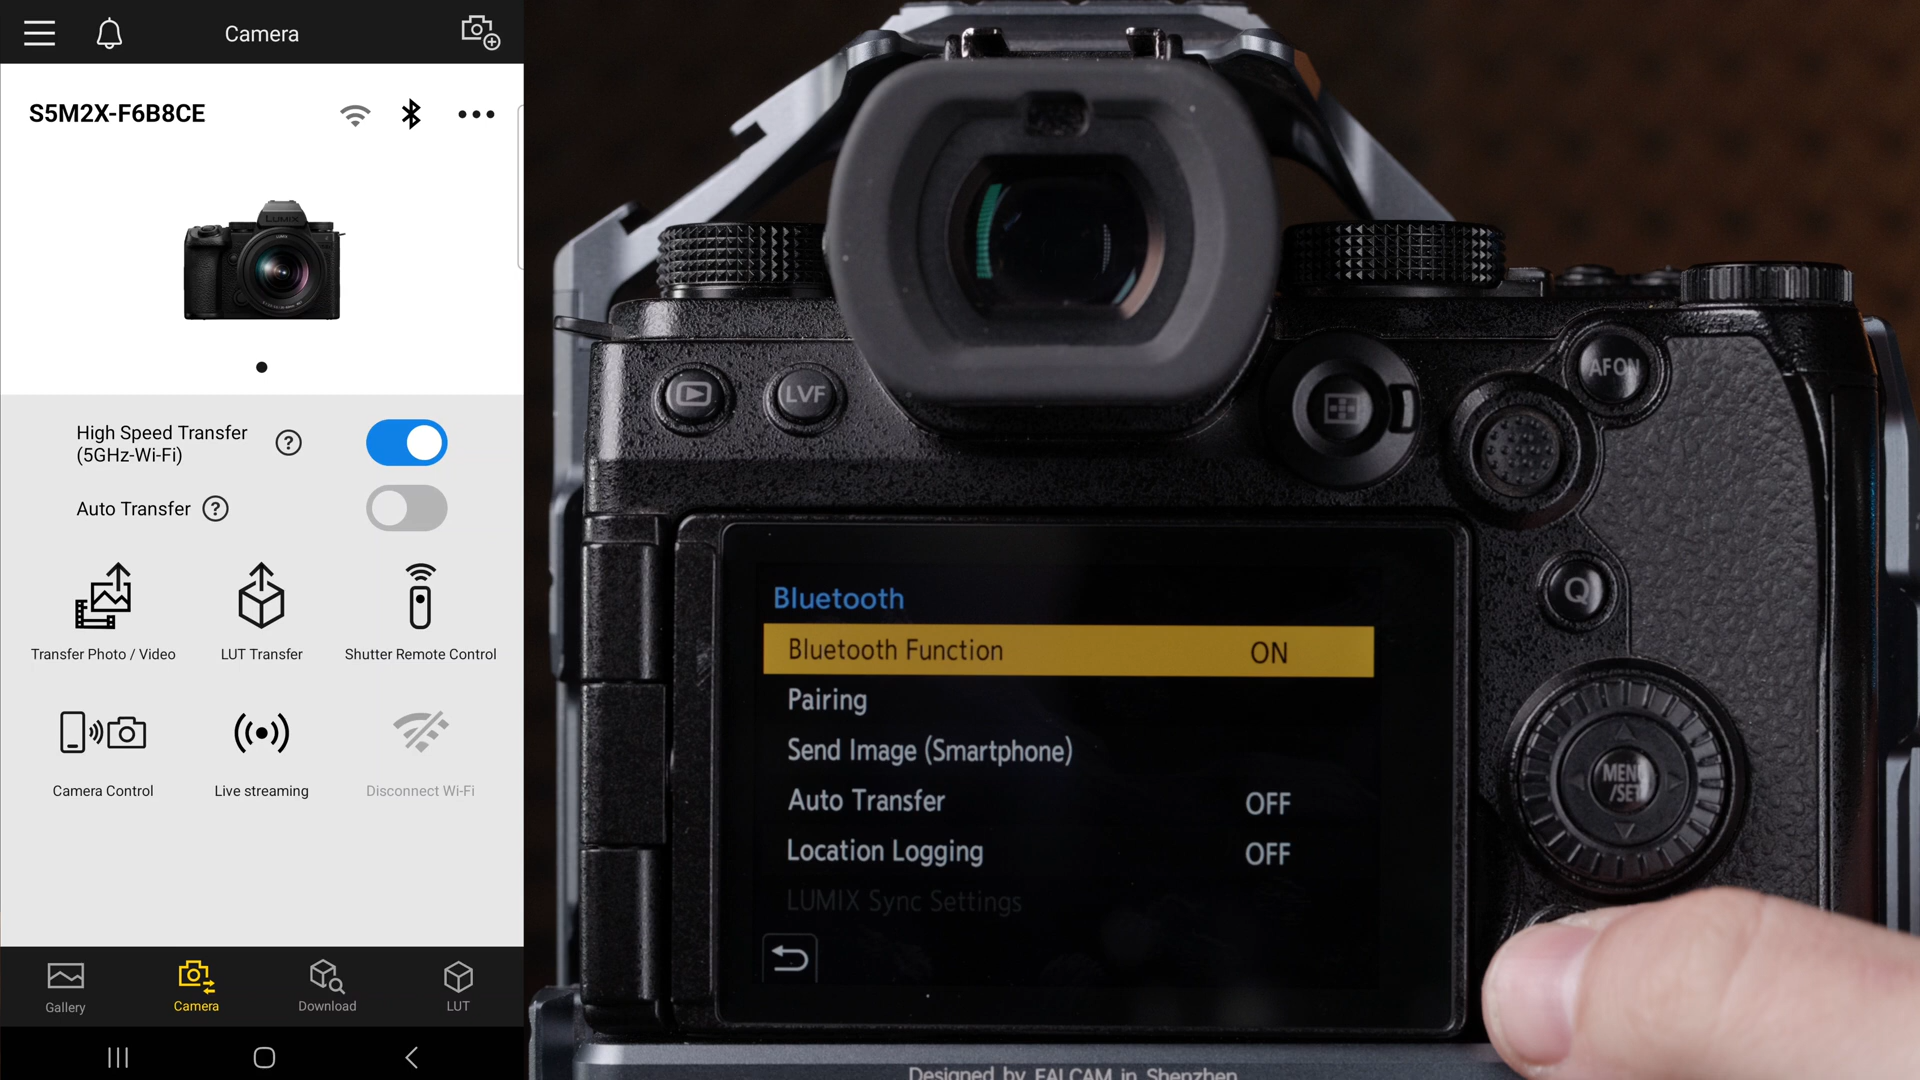 Camera
S5M2X-F6B8CE
LUMIX
High Speed Transfer
(5GHz-Wi-Fi)
Auto Transfer
Transfer Photo / Video
LUT Transfer
Shutter Remote Control
Camera Control
Live streaming
Disconnect Wi-Fi
Gallery
Camera
Download
LUT
LVF
AF ON
Q
MENU
/SET
Bluetooth
Bluetooth Function ON
Pairing
Send Image (Smartphone)
Auto Transfer OFF
Location Logging OFF
LUMIX Sync Settings
Designed by FALCAM in Shenzhen